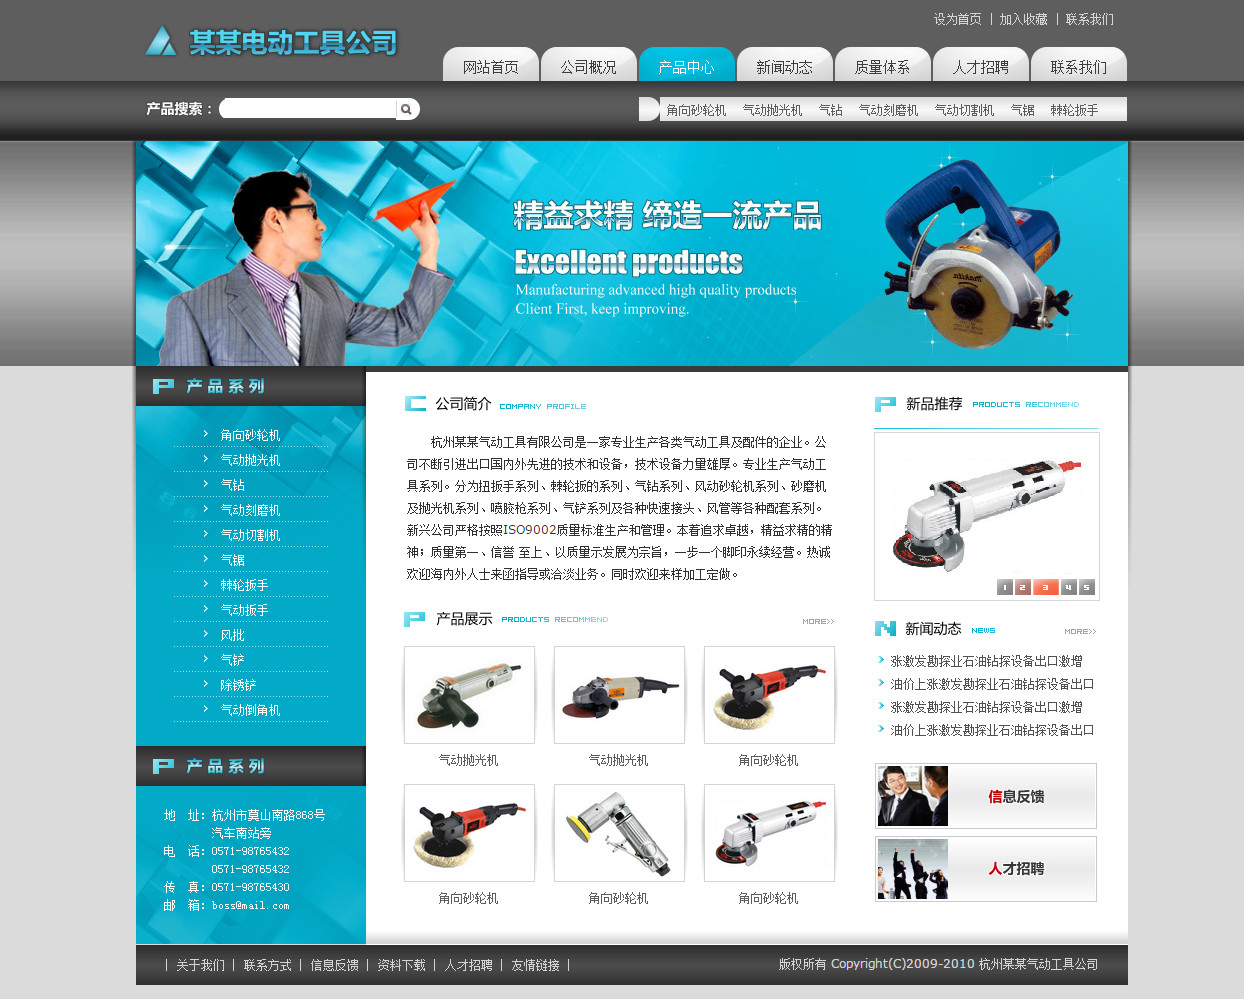 设为首页 | 加入收藏 | 联系我们
某某电动工具公司
网站首页 公司概况 产品中心 新闻动态 质量体系 人才招聘 联系我们
产品搜索：
角向砂轮机 气动抛光机 气钻 气动刻磨机 气动切割机 气锯 棘轮扳手
精益求精 缔造一流产品
Excellent products
Manufacturing advanced high quality products
Client First, keep improving.
产品系列
角向砂轮机
气动抛光机
气钻
气动刻磨机
气动切割机
气锯
棘轮扳手
气动扳手
风批
气铲
除锈铲
气动倒角机
产品系列
地 址：杭州市莫山南路868号
汽车南站旁
电 话：0571-98765432
0571-98765432
传 真：0571-98765430
邮 箱：boss@mail.com
公司简介 COMPANY PROFILE
杭州某某气动工具有限公司是一家专业生产各类气动工具及配件的企业。公
司不断引进出口国内外先进的技术和设备，技术设备力量雄厚。专业生产气动工
具系列。分为扭扳手系列、棘轮扳的系列、气钻系列、风动砂轮机系列、砂磨机
及抛光机系列、喷胶枪系列、气铲系列及各种快速接头、风管等各种配套系列。
新兴公司严格按照ISO9002质量标准生产和管理。本着追求卓越，精益求精的精
神；质量第一、信誉 至上、以质量示发展为宗旨，一步一个脚印永续经营。热诚
欢迎海内外人士来函指导或洽淡业务。同时欢迎来样加工定做。
产品展示 PRODUCTS RECOMMEND MORE>>
气动抛光机 气动抛光机 角向砂轮机
角向砂轮机 角向砂轮机 角向砂轮机
新品推荐 PRODUCTS RECOMMEND
1 2 3 4 5
新闻动态 NEWS MORE>>
涨激发勘探业石油钻探设备出口激增
油价上涨激发勘探业石油钻探设备出口
涨激发勘探业石油钻探设备出口激增
油价上涨激发勘探业石油钻探设备出口
信息反馈
人才招聘
| 关于我们 | 联系方式 | 信息反馈 | 资料下载 | 人才招聘 | 友情链接 |
版权所有 Copyright(C)2009-2010 杭州某某气动工具公司